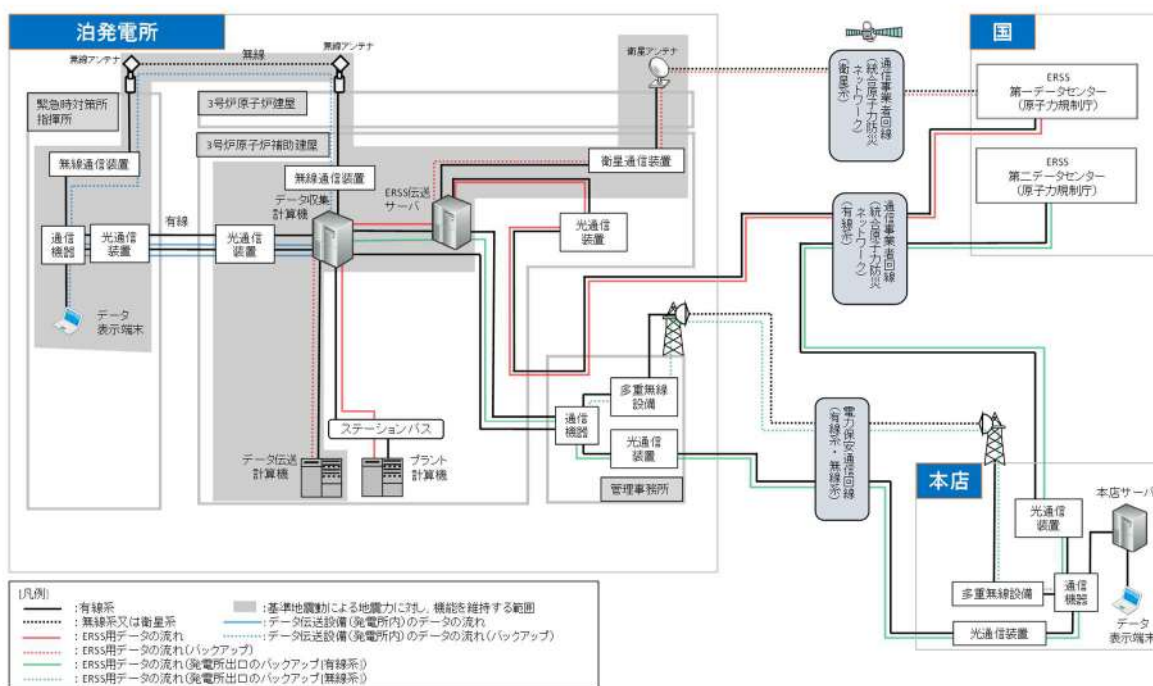 泊発電所
無線アンテナ
無線
無線アンテナ
衛星アンテナ
緊急時対策所
指揮所
3号炉原子炉建屋
3号炉原子炉補助建屋
無線通信装置
無線通信装置
衛星通信装置
データ収集
計算機
ERSS伝送
サーバ
有線
通信
機器
光通信
装置
光通信
装置
光通信
装置
データ
表示端末
ステーションバス
データ伝送
計算機
プラント
計算機
多重無線
設備
通信
機器
光通信
装置
管理事務所
通信事業者回線
(統合原子力防災
ネットワーク)
(衛星系)
通信事業者回線
(統合原子力防災
ネットワーク)
(有線系)
電力保安通信回線
(有線系・無線系)
国
ERSS
第一データセンター
(原子力規制庁)
ERSS
第二データセンター
(原子力規制庁)
本店
本店サーバ
光通信
装置
多重無線設備
通信
機器
光通信装置
データ
表示端末
[凡例]
:有線系
:無線系又は衛星系
:ERSS用データの流れ
:ERSS用データの流れ(バックアップ)
:ERSS用データの流れ(発電所出口のバックアップ[有線系])
:ERSS用データの流れ(発電所出口のバックアップ[無線系])
:基準地震動による地震力に対し、機能を維持する範囲
:データ伝送設備(発電所内)のデータの流れ
:データ伝送設備(発電所内)のデータの流れ(バックアップ)